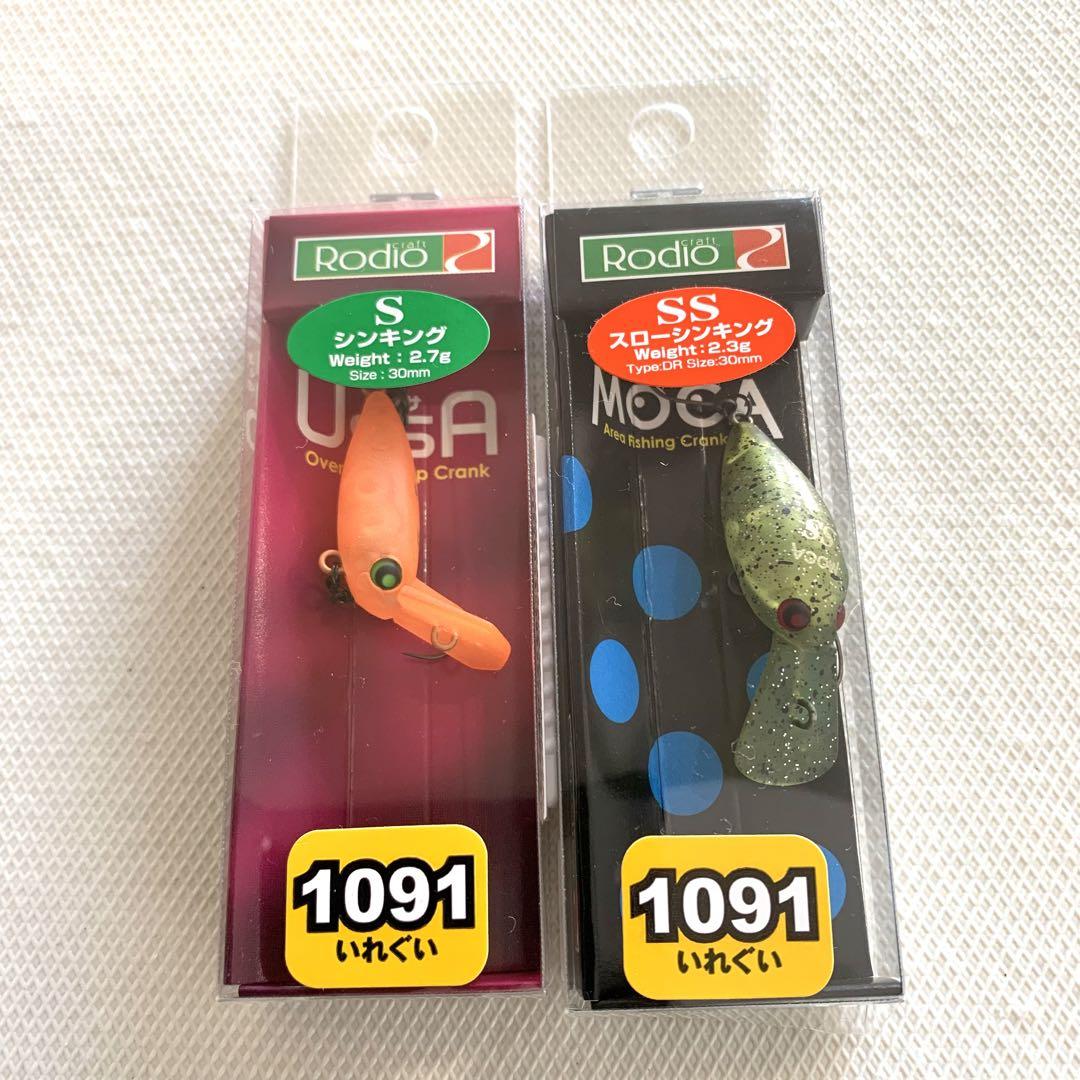 Rodio craft
S
シンキング
Weight : 2.7g
Size : 30mm
Crank
1091
いれぐい
Rodio craft
SS
スローシンキング
Weight:2.3g
Type:DR Size:30mm
MOCA
Area Fishing Crank
MOCA
1091
いれぐい